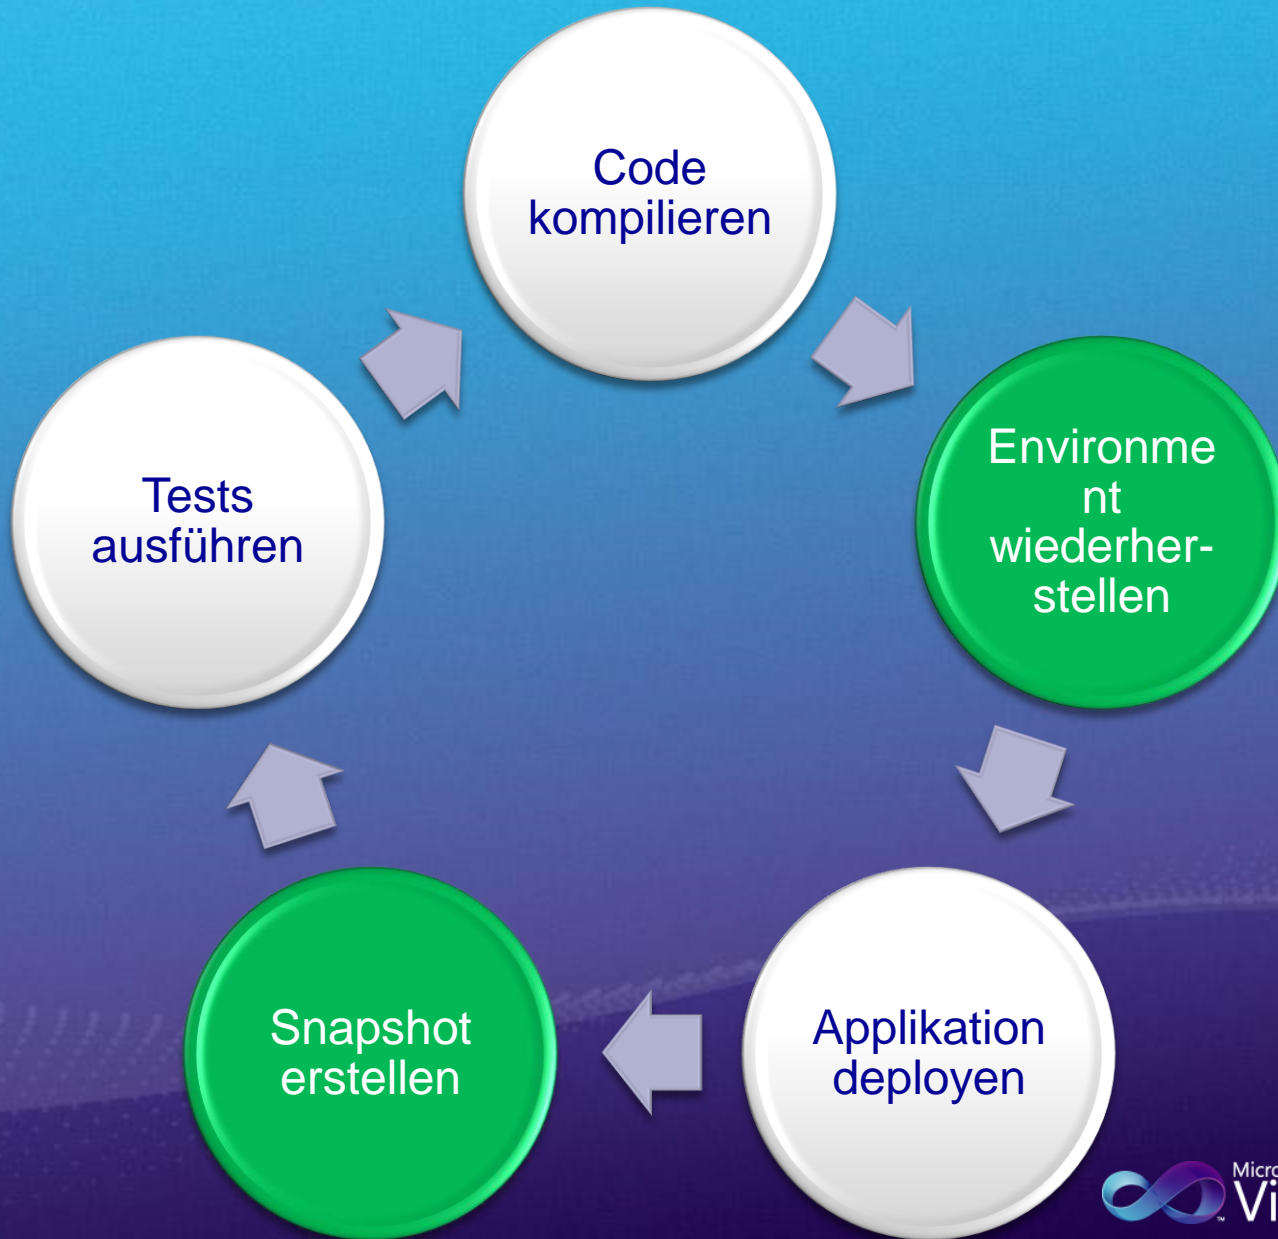 Code
kompilieren
Environme
nt
wiederher-
stellen
Applikation
deployen
Snapshot
erstellen
Tests
ausführen